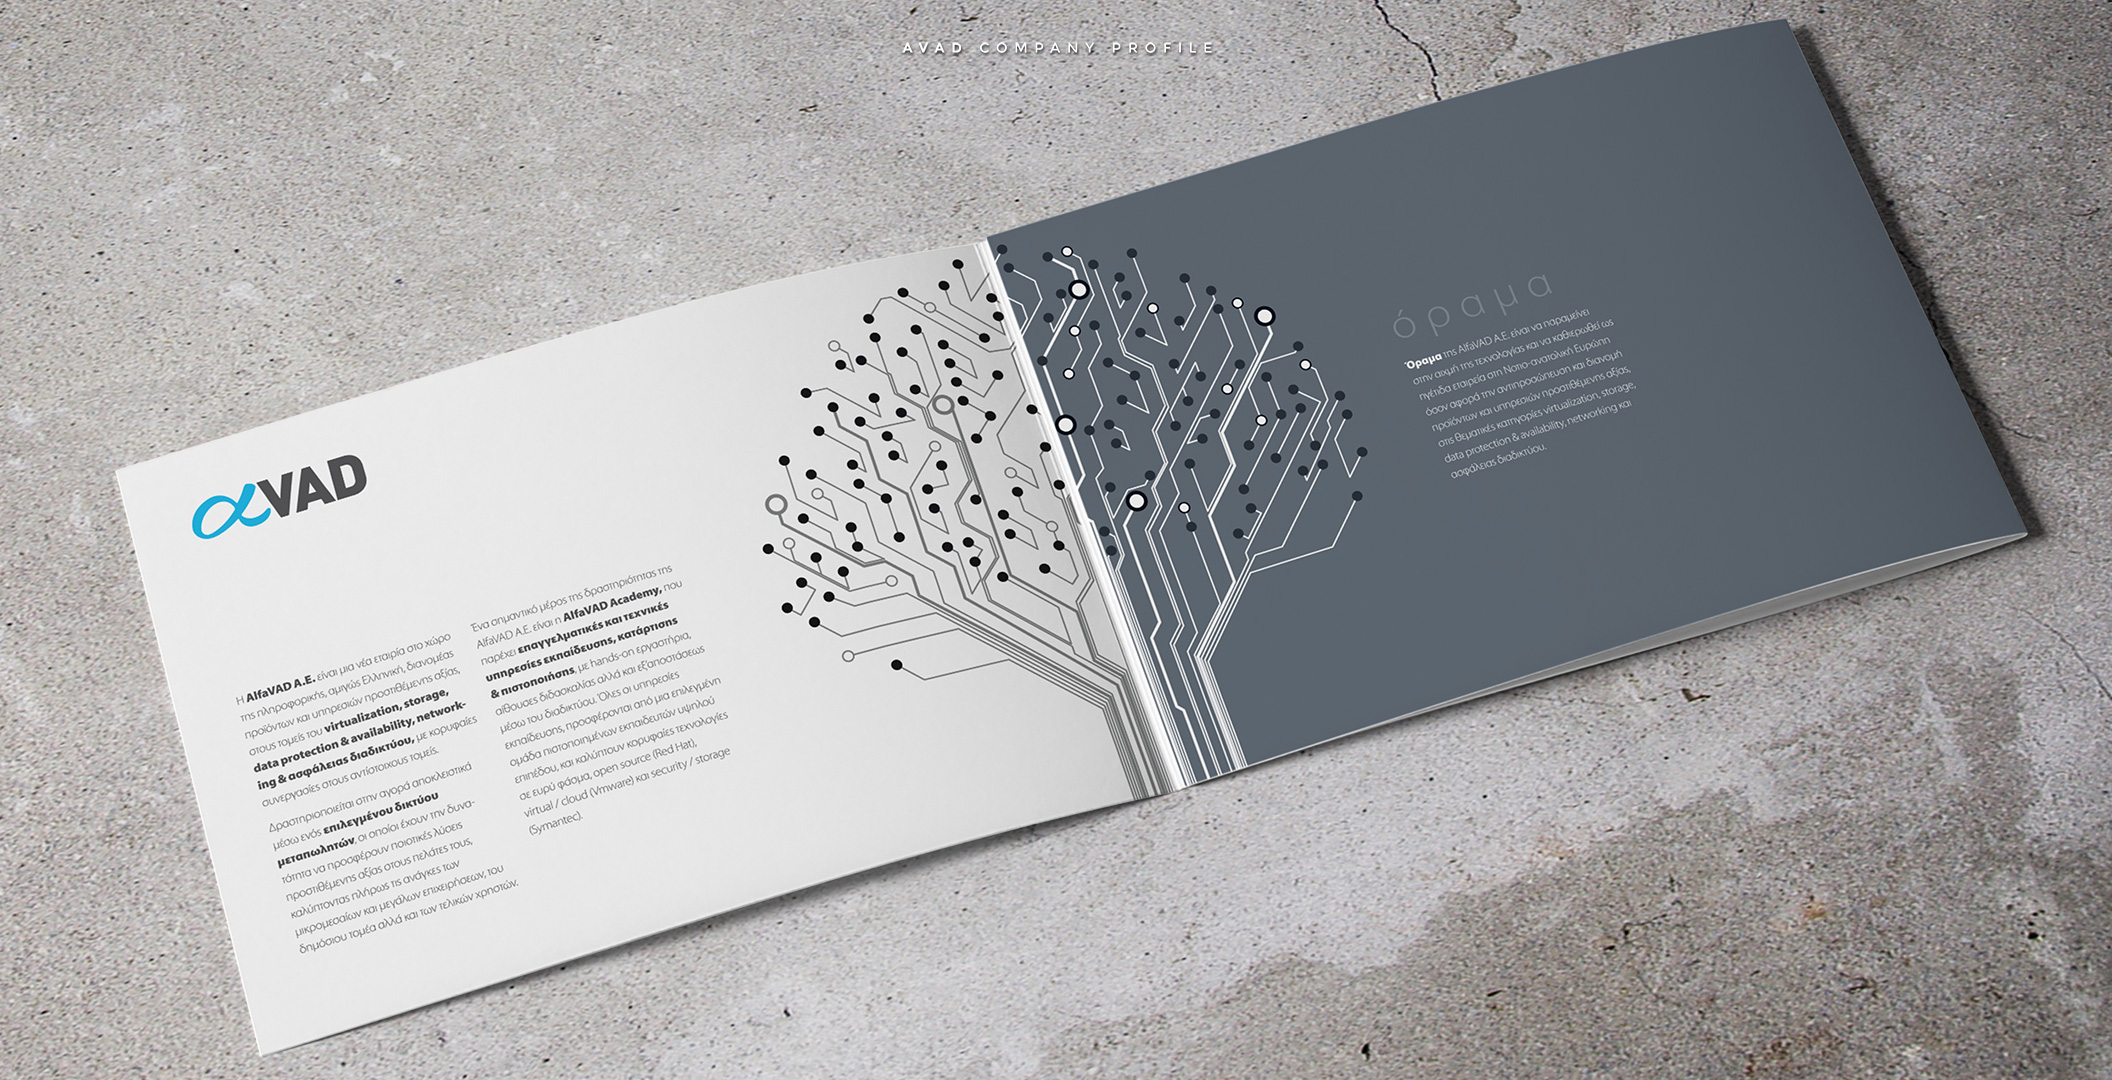 AVAD COMPANY PROFILE
αVAD
Η AlfaVAD Α.Ε. είναι μια νέα εταιρία στο χώρο
της πληροφορικής, αμιγώς Ελληνική, διανομέας
προϊόντων και υπηρεσιών προστιθέμενης αξίας,
στους τομείς του virtualization, storage,
data protection & availability, network-
ing & ασφάλειας διαδικτύου, με κορυφαίες
συνεργασίες στους αντίστοιχους τομείς.
Δραστηριοποιείται στην αγορά αποκλειστικά
μέσω ενός επιλεγμένου δικτύου
μεταπωλητών, οι οποίοι έχουν την δυνα-
τότητα να προσφέρουν ποιοτικές λύσεις
προστιθέμενης αξίας στους πελάτες τους,
καλύπτοντας πλήρως τις ανάγκες των
μικρομεσαίων και μεγάλων επιχειρήσεων, του
δημόσιου τομέα αλλά και των τελικών χρηστών.
Ένα σημαντικό μέρος της δραστηριότητας της
AlfaVAD Α.Ε. είναι η AlfaVAD Academy, που
παρέχει επαγγελματικές και τεχνικές
υπηρεσίες εκπαίδευσης, κατάρτισης
& πιστοποίησης, με hands-on εργαστήρια,
αίθουσες διδασκαλίας αλλά και εξ'αποστάσεως
μέσω του διαδικτύου. Όλες οι υπηρεσίες
εκπαίδευσης, προσφέρονται από μια επιλεγμένη
ομάδα πιστοποιημένων εκπαιδευτών υψηλού
επιπέδου, και καλύπτουν κορυφαίες τεχνολογίες
σε ευρύ φάσμα, open source (Red Hat),
virtual / cloud (Vmware) και security / storage
(Symantec).
όραμα
Όραμα της AlfaVAD Α.Ε. είναι να παραμείνει
στην αιχμή της τεχνολογίας και να καθιερωθεί ως
ηγέτιδα εταιρεία στη Νοτιο-ανατολική Ευρώπη
όσον αφορά την αντιπροσώπευση και διανομή
προϊόντων και υπηρεσιών προστιθέμενης αξίας,
στις θεματικές κατηγορίες virtualization, storage,
data protection & availability, networking και
ασφάλειας διαδικτύου.